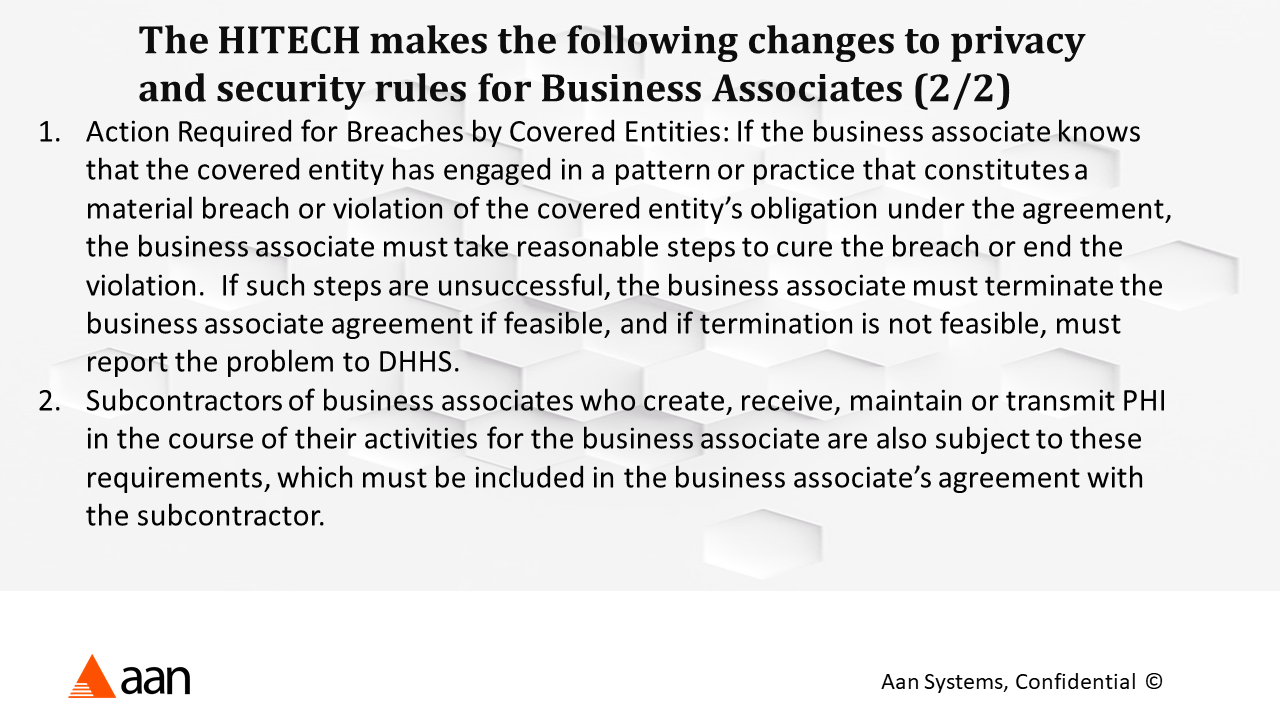 The HITECH makes the following changes to privacy
and security rules for Business Associates (2/2)
1. Action Required for Breaches by Covered Entities: If the business associate knows
that the covered entity has engaged in a pattern or practice that constitutes a
material breach or violation of the covered entity’s obligation under the agreement,
the business associate must take reasonable steps to cure the breach or end the
violation.  If such steps are unsuccessful, the business associate must terminate the
business associate agreement if feasible, and if termination is not feasible, must
report the problem to DHHS.
2. Subcontractors of business associates who create, receive, maintain or transmit PHI
in the course of their activities for the business associate are also subject to these
requirements, which must be included in the business associate’s agreement with
the subcontractor.
aan
Aan Systems, Confidential ©